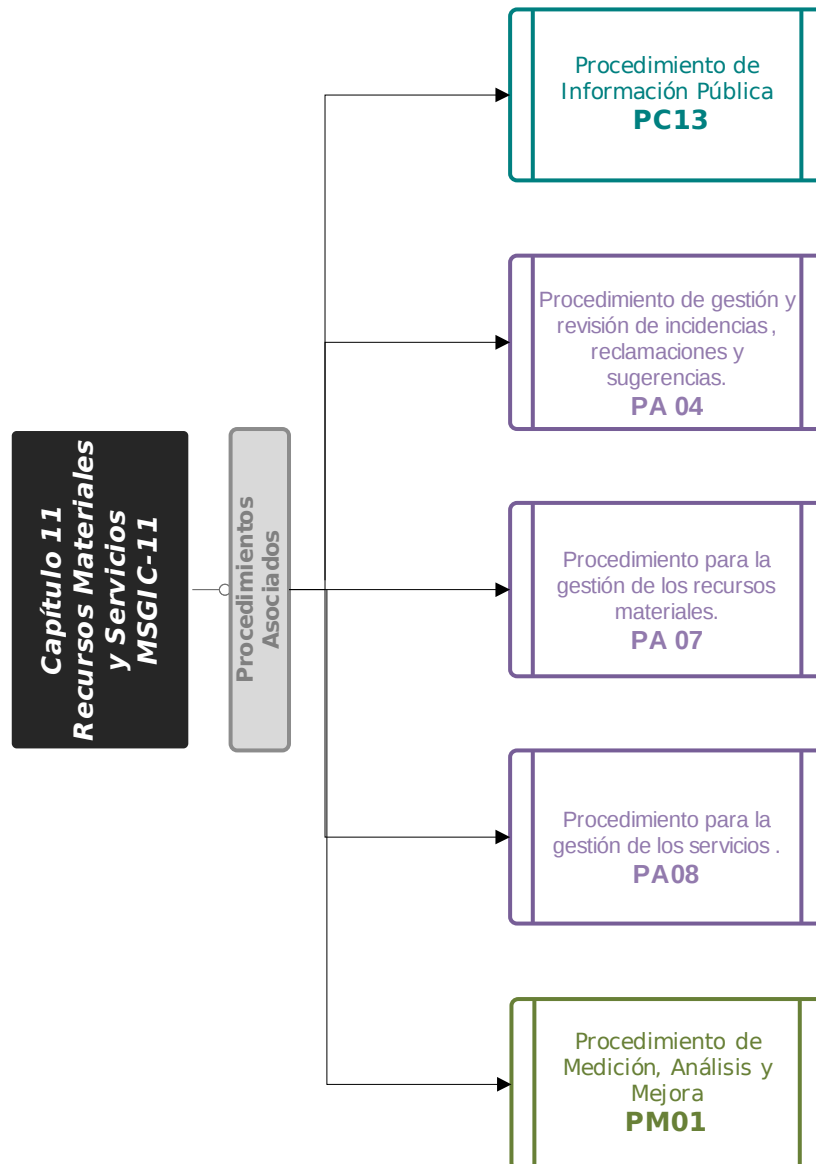 Capítulo 11
Recursos Materiales
y Servicios
MSGIC-11
Procedimientos
Asociados
Procedimiento de
Información Pública
PC13
Procedimiento de gestión y
revisión de incidencias,
reclamaciones y
sugerencias.
PA 04
Procedimiento para la
gestión de los recursos
materiales.
PA 07
Procedimiento para la
gestión de los servicios .
PA08
Procedimiento de
Medición, Análisis y
Mejora
PM01